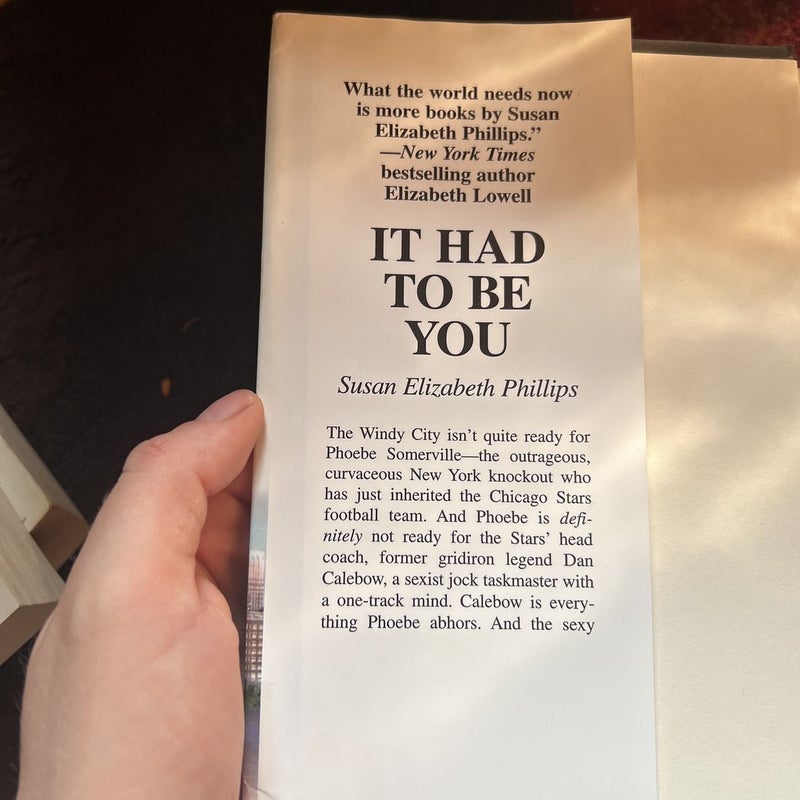 What the world needs now
is more books by Susan
Elizabeth Phillips.”
—New York Times
bestselling author
Elizabeth Lowell
IT HAD
TO BE
YOU
Susan Elizabeth Phillips
The Windy City isn’t quite ready for
Phoebe Somerville—the outrageous,
curvaceous New York knockout who
has just inherited the Chicago Stars
football team. And Phoebe is defi-
nitely not ready for the Stars’ head
coach, former gridiron legend Dan
Calebow, a sexist jock taskmaster with
a one-track mind. Calebow is every-
thing Phoebe abhors. And the sexy